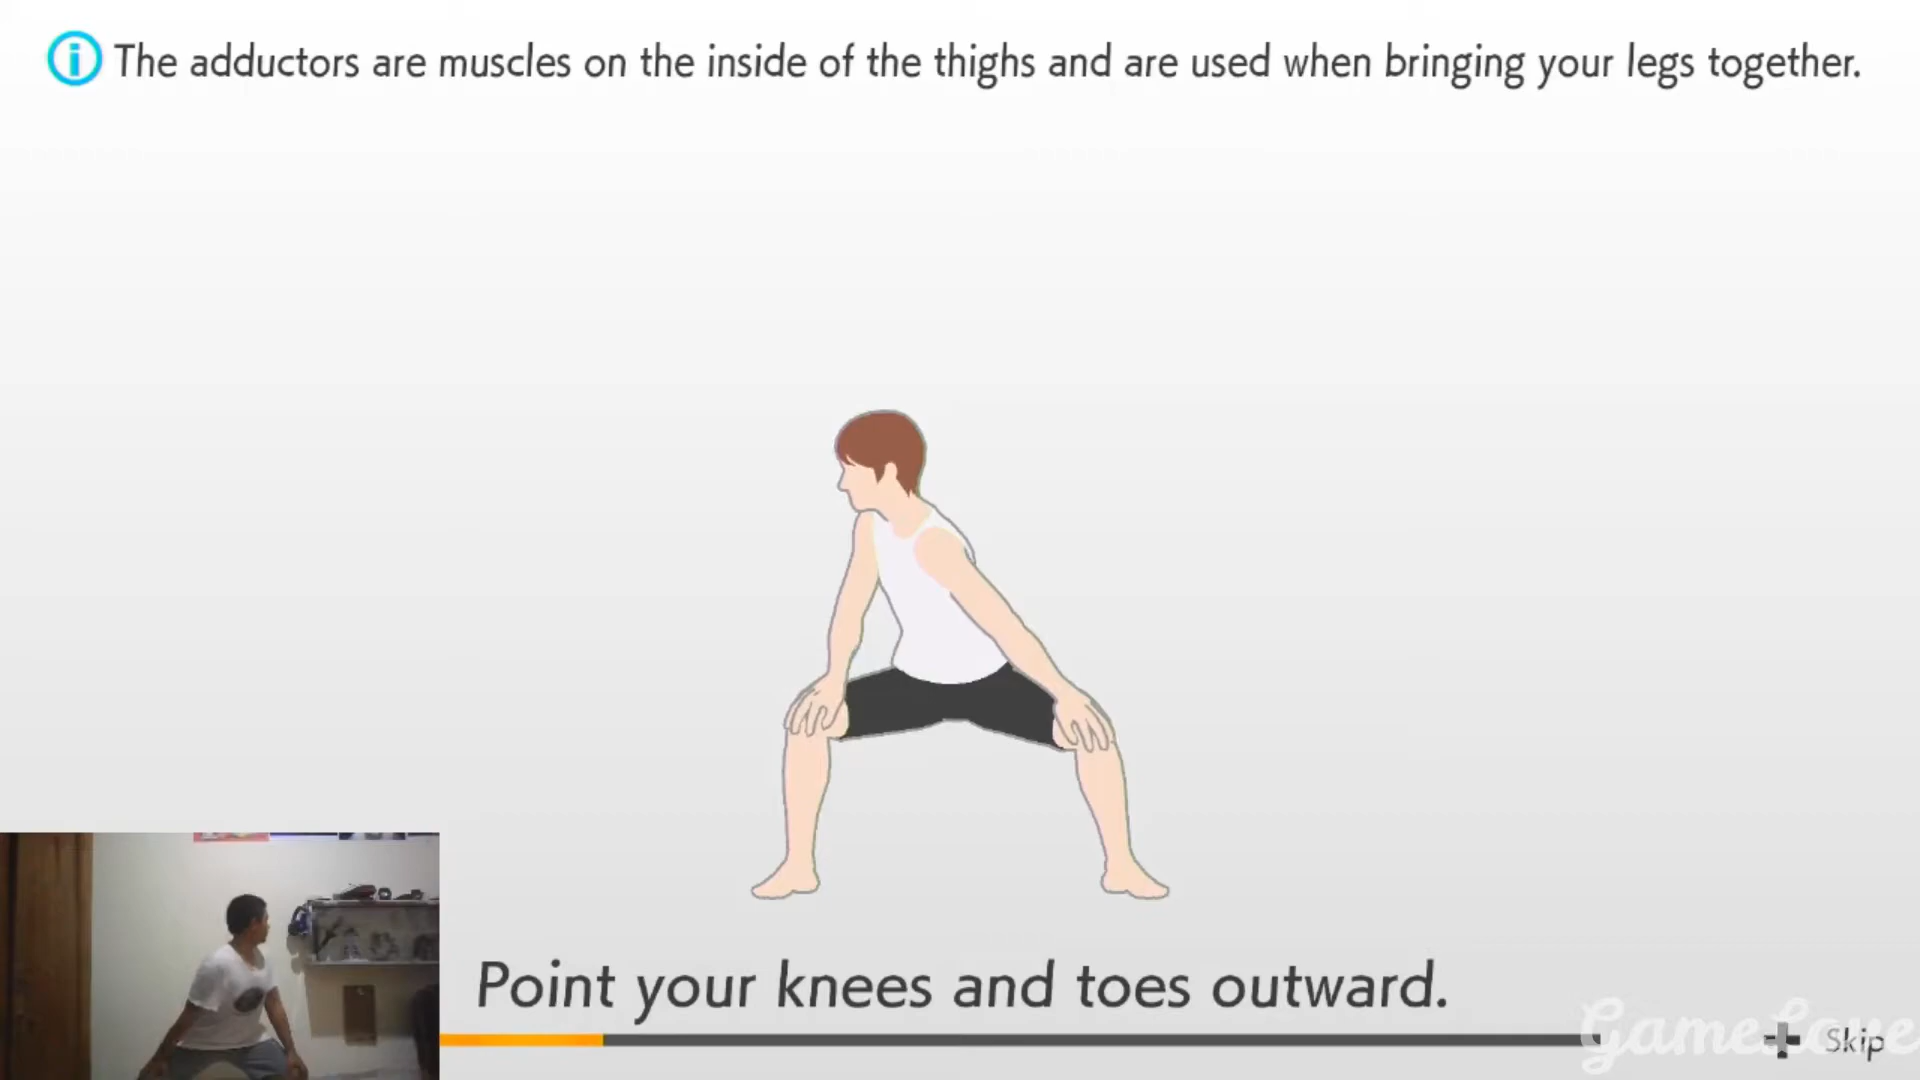 The adductors are muscles on the inside of the thighs and are used when bringing your legs together.
Point your knees and toes outward.
GameLove
Skip